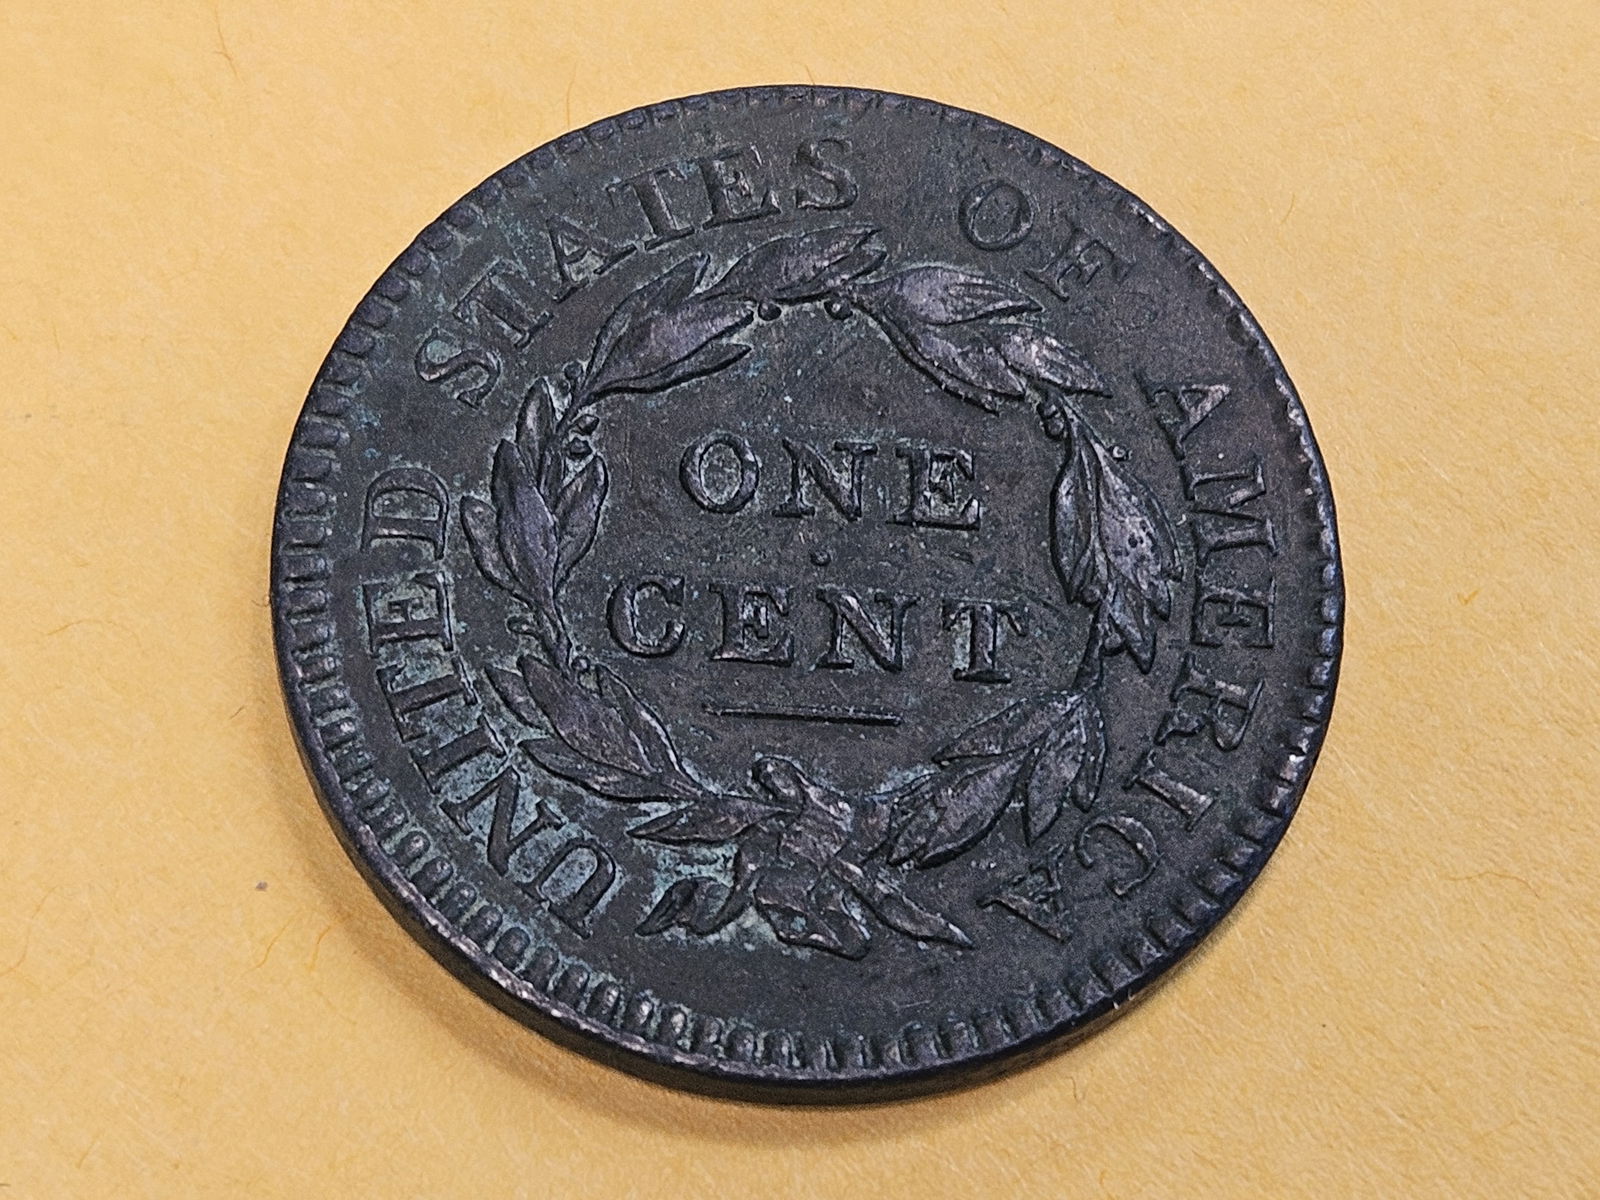 UNITED STATES OF AMERICA
ONE
CENT